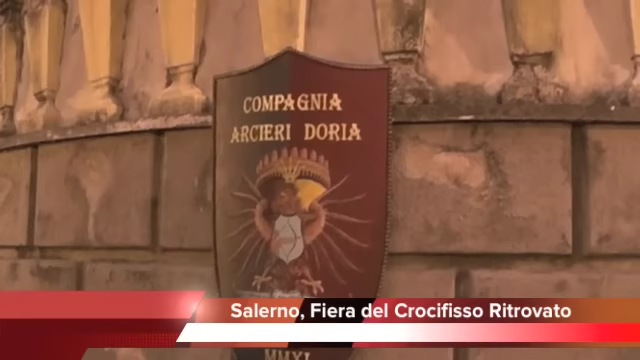 COMPAGNIA
ARCIERI DORIA
Salerno, Fiera del Crocifisso Ritrovato